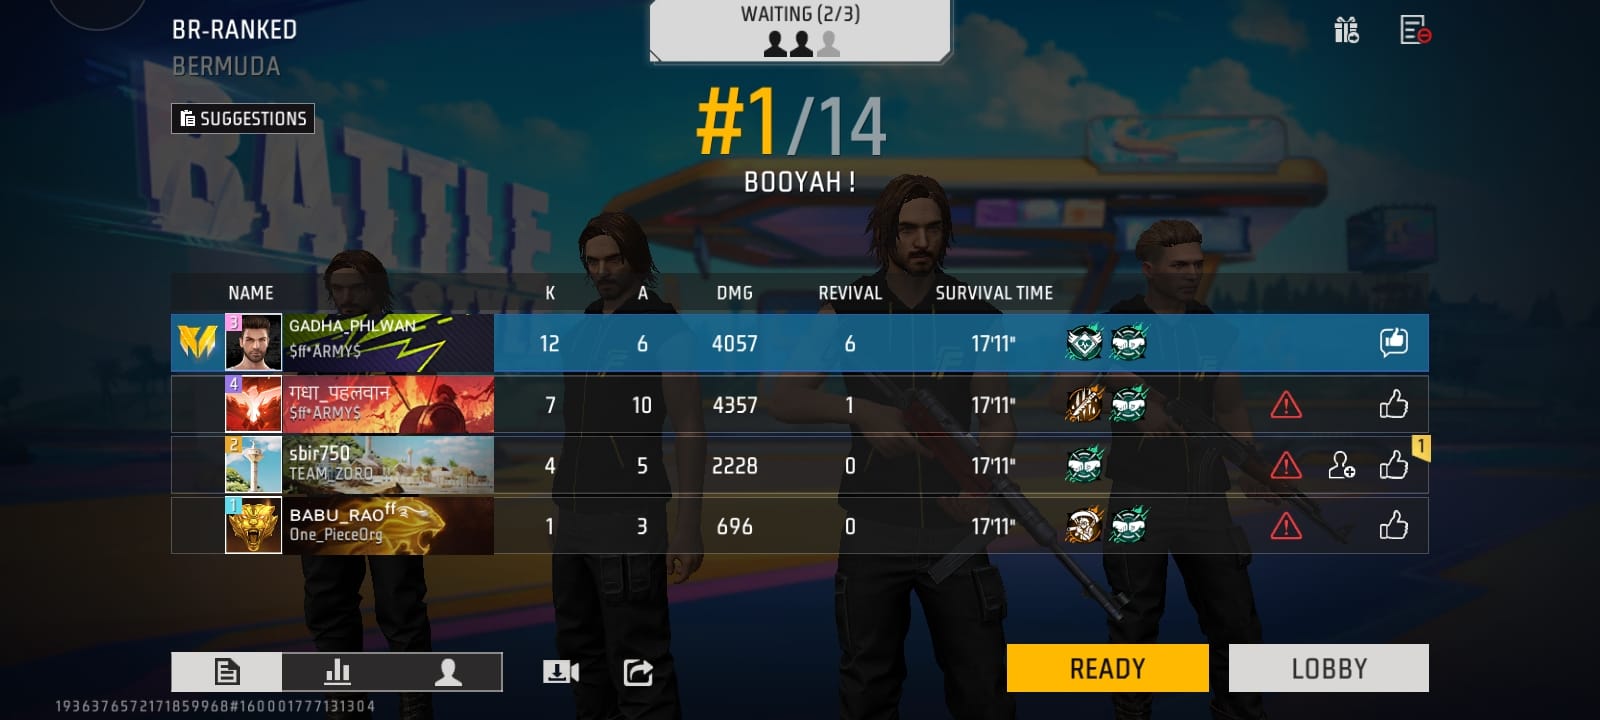 BR-RANKED
BERMUDA
WAITING (2/3)
SUGGESTIONS
#1/14
BOOYAH !
BATTLE
NAME K A DMG REVIVAL SURVIVAL TIME
3 GADHA_PHLWAN 12 6 4057 6 17'11"
$ff*ARMY$
4 गधा_पहलवान 7 10 4357 1 17'11"
$ff*ARMY$
1
2 sbir750 4 5 2228 0 17'11"
TEAM_ZORO_!!
1 BABU_RAO 1 3 696 0 17'11"
One_PieceOrg
READY LOBBY
1936376572171859968#160001777131304